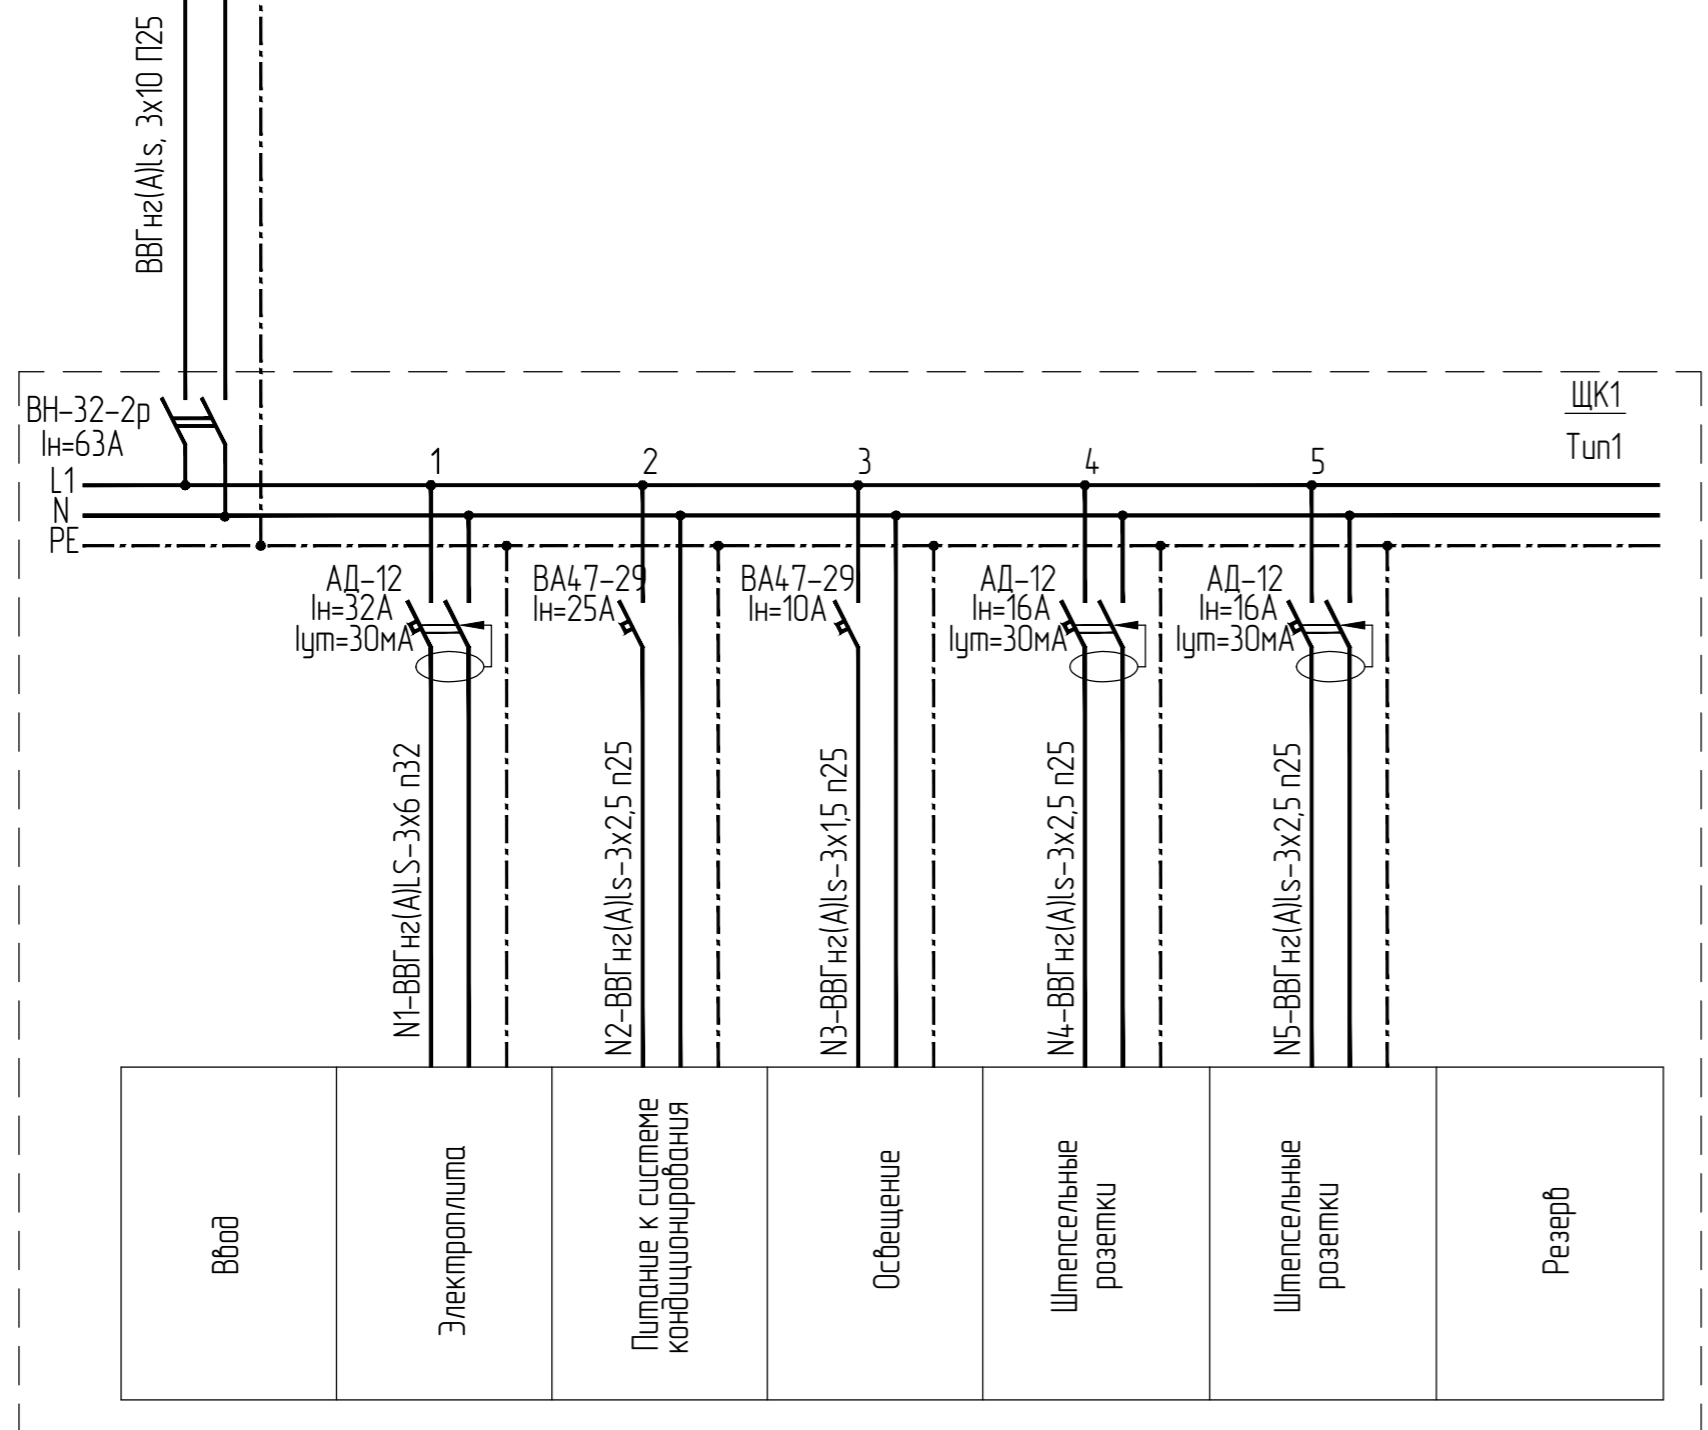 ВВГнг(А)ls, 3х10 П25
ВН-32-2р
Iн=63А
ЩК1
Тип1
L1
N
PE
1
2
3
4
5
АД-12
Iн=32А
Iут=30мА
ВА47-29
Iн=25А
ВА47-29
Iн=10А
АД-12
Iн=16А
Iут=30мА
АД-12
Iн=16А
Iут=30мА
N1-ВВГнг(А)LS-3х6 п32
N2-ВВГнг(А)ls-3х2,5 п25
N3-ВВГнг(А)ls-3х1,5 п25
N4-ВВГнг(А)ls-3х2,5 п25
N5-ВВГнг(А)ls-3х2,5 п25
Ввод
Электроплита
Питание к системе
кондиционирования
Освещение
Штепсельные
розетки
Штепсельные
розетки
Резерв